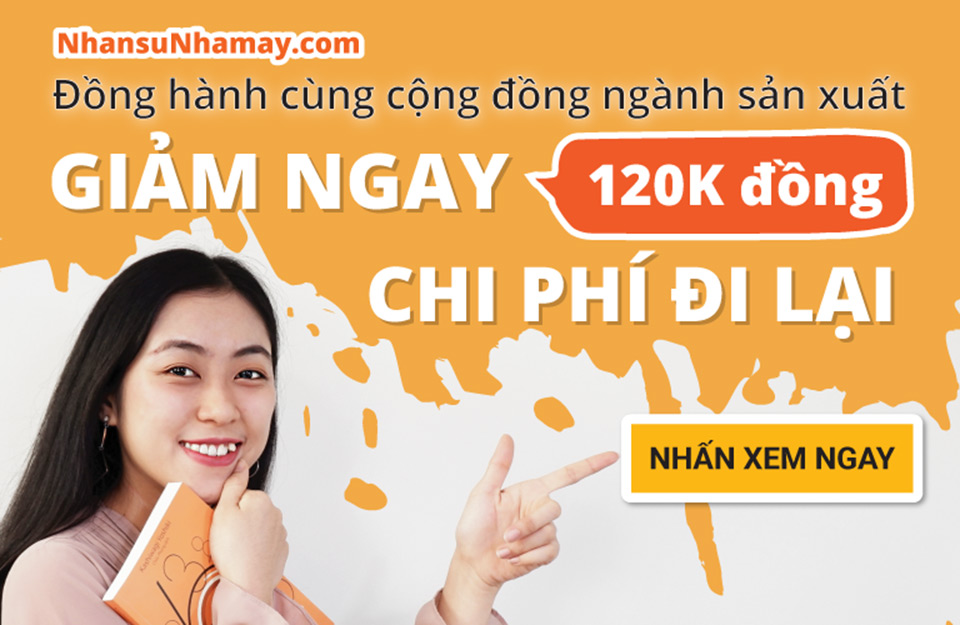 NhansuNhamay.com
Đồng hành cùng cộng đồng ngành sản xuất
GIẢM NGAY 120K đồng
CHI PHÍ ĐI LẠI
NHẤN XEM NGAY